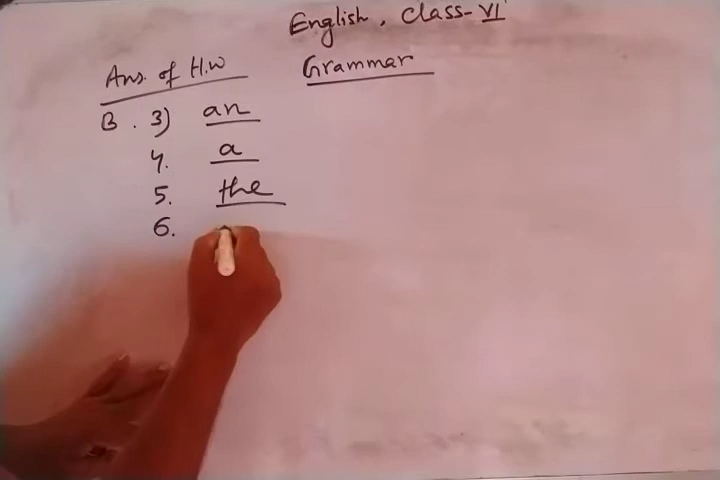 English, Class-VI
Ans. of H.W Grammar
B. 3) an
4. a
5. the
6.